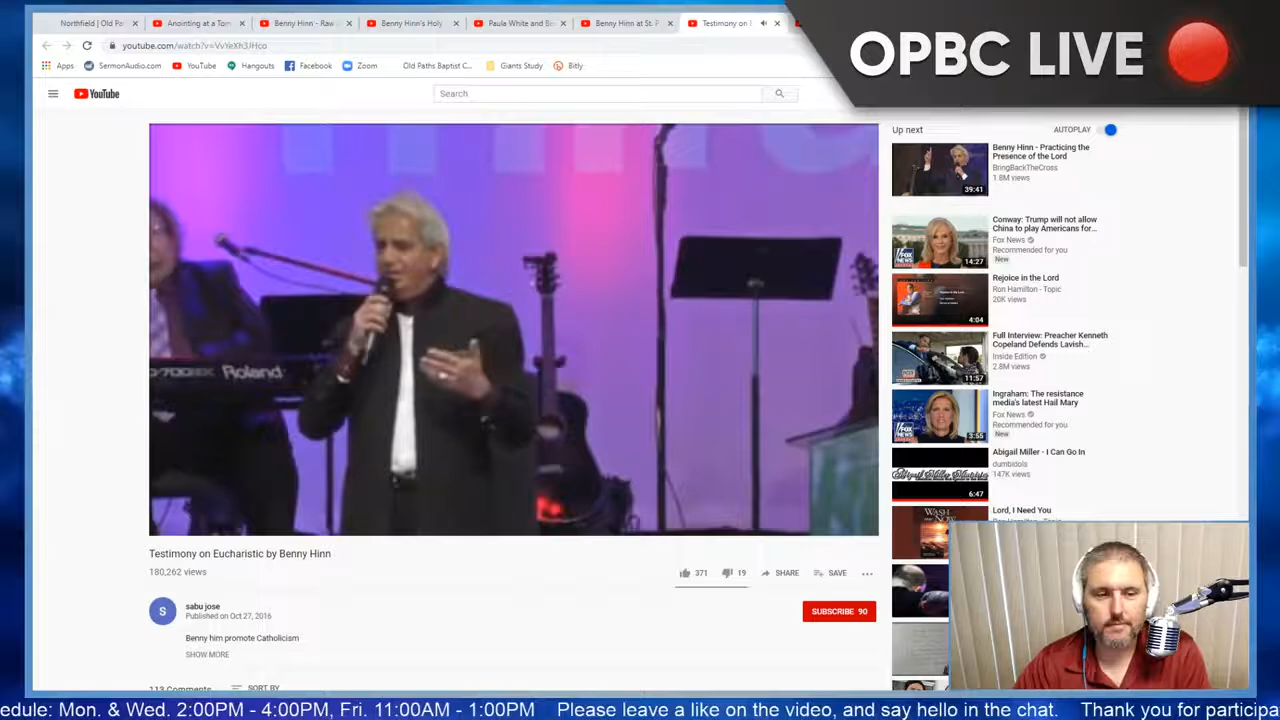 Northfield | Old Pa
Anointing at a Tom
Benny Hinn - Raw
Benny Hinn's Holy
Paula White and Be
Benny Hinn at St. P
Testimony on
OPBC LIVE
Apps
SermonAudio.com
YouTube
Hangouts
Facebook
Zoom
Old Paths Baptist C...
Giants Study
Bitly
YouTube
Search
Up next
AUTOPLAY
Benny Hinn - Practicing the
Presence of the Lord
BringBackTheCross
1.8M views
39:41
Conway: Trump will not allow
China to play Americans for...
Fox News
Recommended for you
New
14:27
Rejoice in the Lord
Ron Hamilton - Topic
20K views
4:04
Full Interview: Preacher Kenneth
Copeland Defends Lavish...
Inside Edition
2.8M views
11:57
Ingraham: The resistance
media's latest Hail Mary
Fox News
Recommended for you
New
3:55
Abigail Miller - I Can Go In
dumbidols
147K views
6:47
Lord, I Need You
Roland
Testimony on Eucharistic by Benny Hinn
180,262 views
371
19
SHARE
SAVE
S
sabu jose
Published on Oct 27, 2016
SUBSCRIBE 90
Benny him promote Catholicism
SHOW MORE
113 Comments
SORT BY
edule: Mon. & Wed. 2:00PM - 4:00PM, Fri. 11:00AM - 1:00PM Please leave a like on the video, and say hello in the chat. Thank you for participa